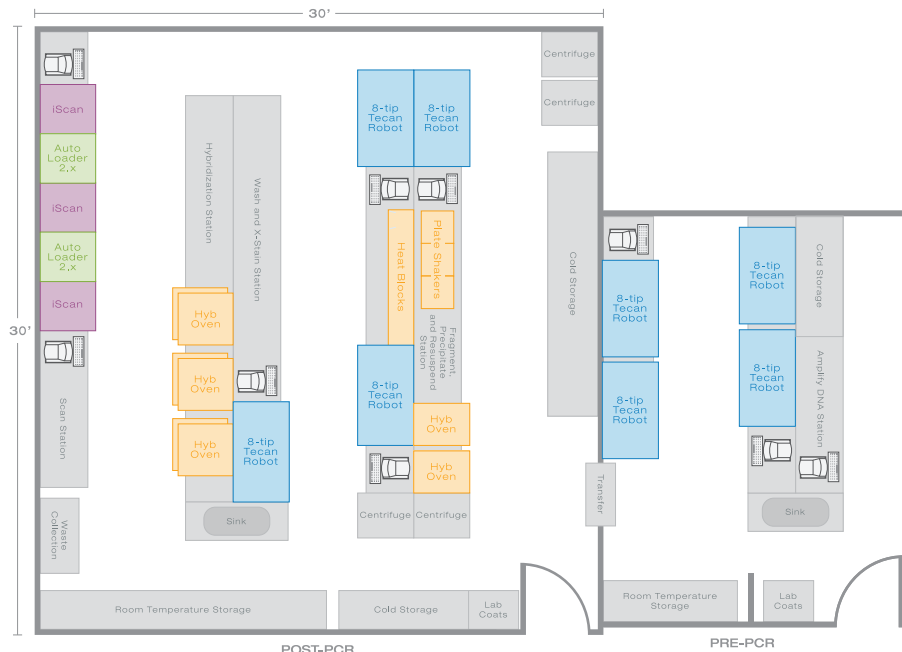 30'
30'
iScan
Auto
Loader
2.x
iScan
Auto
Loader
2.x
iScan
Scan Station
Waste
Collection
Hybridization Station
Wash and X-Stain Station
Hyb
Oven
Hyb
Oven
Hyb
Oven
8-tip
Tecan
Robot
Sink
8-tip
Tecan
Robot
8-tip
Tecan
Robot
Heat Blocks
Plate Shakers
Fragment,
Precipitate
and Resuspend
Station
8-tip
Tecan
Robot
Hyb
Oven
Hyb
Oven
Centrifuge
Centrifuge
Centrifuge
Centrifuge
Cold Storage
Transfer
Room Temperature Storage
Cold Storage
Lab
Coats
POST-PCR
8-tip
Tecan
Robot
8-tip
Tecan
Robot
8-tip
Tecan
Robot
8-tip
Tecan
Robot
Cold Storage
Amplify DNA Station
Sink
Room Temperature
Storage
Lab
Coats
PRE-PCR